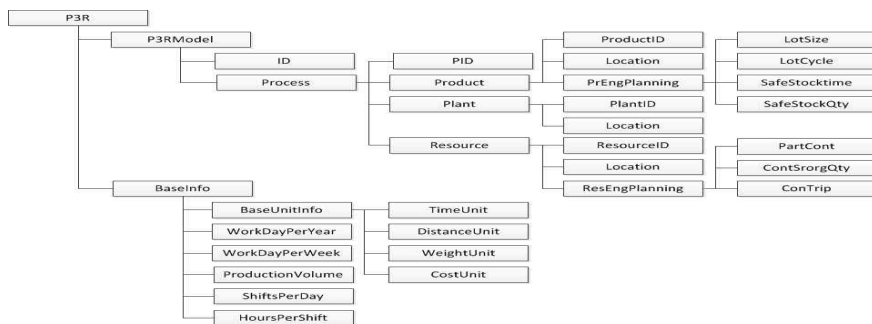 P3R
P3RModel
ProductID
LotSize
ID
PID
Location
LotCycle
Process
Product
PrEngPlanning
SafeStocktime
Plant
PlantID
SafeStockQty
Location
Resource
ResourceID
PartCont
Location
ContSrorgQty
BaseInfo
ResEngPlanning
ConTrip
BaseUnitInfo
TimeUnit
WorkDayPerYear
DistanceUnit
WorkDayPerWeek
WeightUnit
ProductionVolume
CostUnit
ShiftsPerDay
HoursPerShift